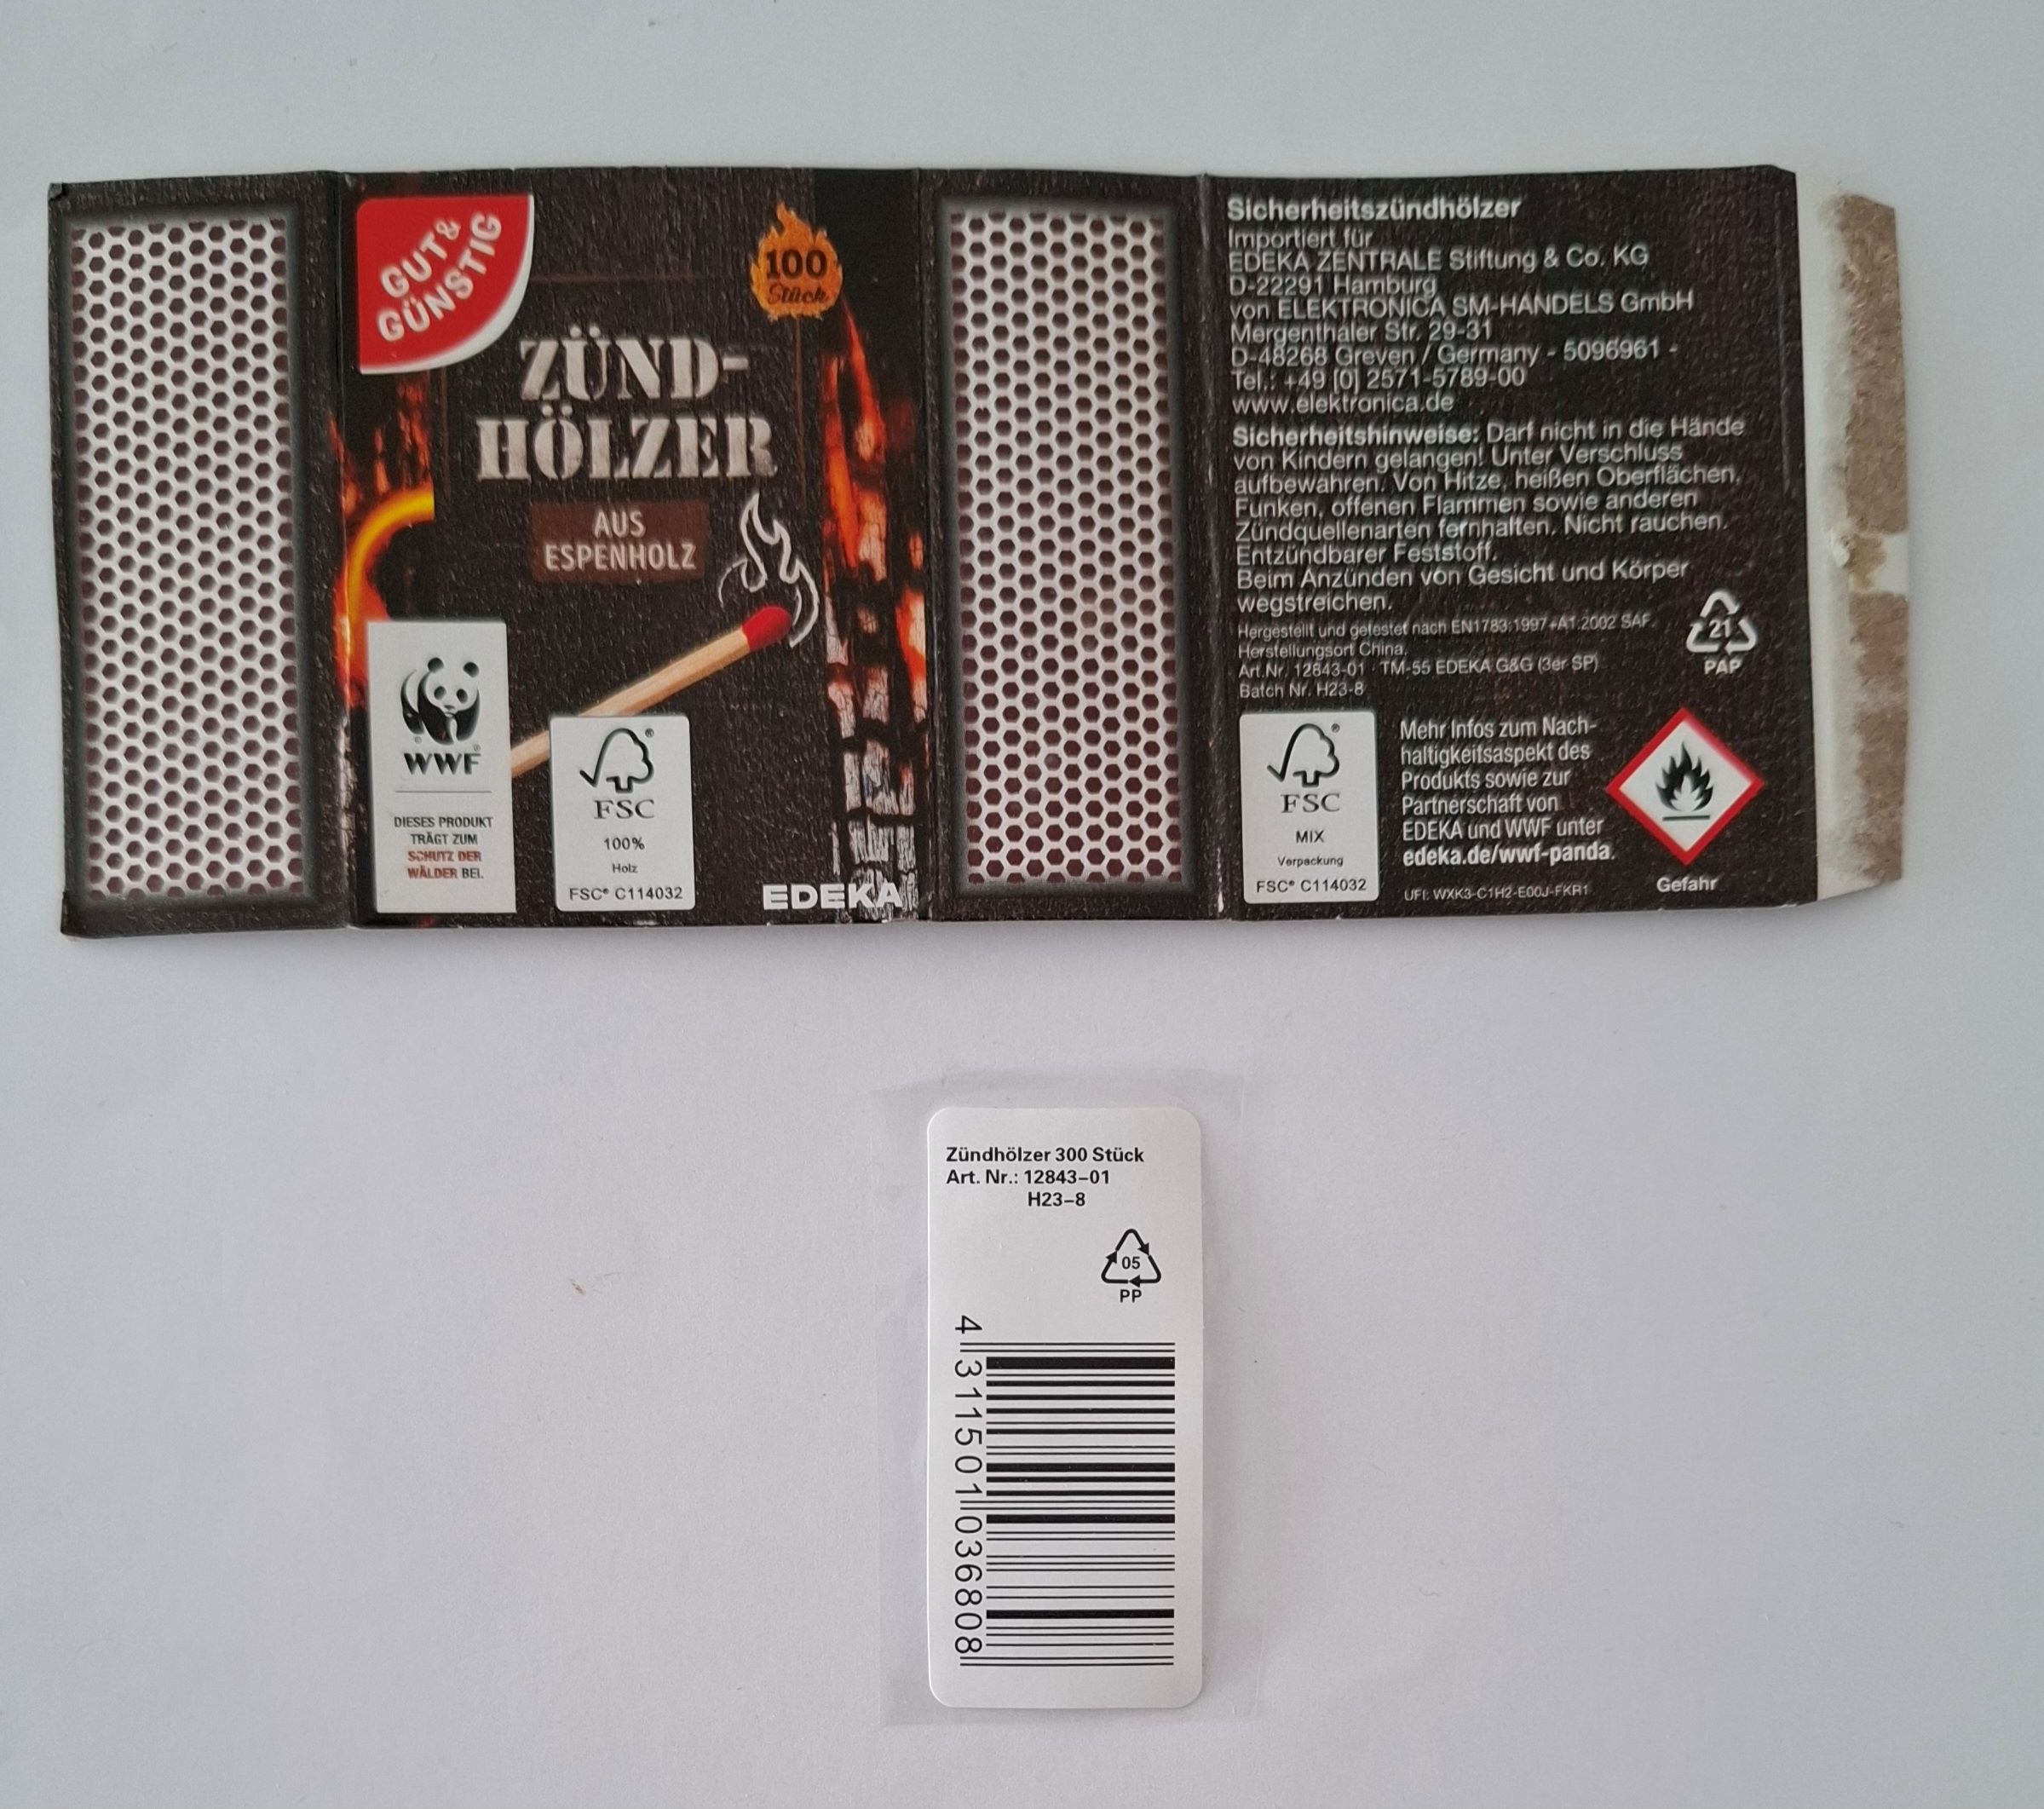 GUT&
GÜNSTIG
100
Stück
ZÜND-
HÖLZER
AUS
ESPENHOLZ
WWF
DIESES PRODUKT
TRÄGT ZUM
SCHUTZ DER
WÄLDER BEI.
FSC
100%
Holz
FSC® C114032
EDEKA
Sicherheitszündhölzer
Importiert für
EDEKA ZENTRALE Stiftung & Co. KG
D-22291 Hamburg
von ELEKTRONICA SM-HANDELS GmbH
Mergenthaler Str. 29-31
D-48268 Greven / Germany - 5096961 -
Tel.: +49 [0] 2571-5789-00
www.elektronica.de
Sicherheitshinweise: Darf nicht in die Hände
von Kindern gelangen! Unter Verschluss
aufbewahren. Von Hitze, heißen Oberflächen,
Funken, offenen Flammen sowie anderen
Zündquellenarten fernhalten. Nicht rauchen.
Entzündbarer Feststoff.
Beim Anzünden von Gesicht und Körper
wegstreichen.
Hergestellt und getestet nach EN1783:1997+A1:2002 SAF.
Herstellungsort China.
Art.Nr. 12843-01 · TM-55 EDEKA G&G (3er SP)
Batch Nr. H23-8
21
PAP
FSC
MIX
Verpackung
FSC® C114032
Mehr Infos zum Nach-
haltigkeitsaspekt des
Produkts sowie zur
Partnerschaft von
EDEKA und WWF unter
edeka.de/wwf-panda.
UFI: WXK3-C1H2-E00J-FKR1
Gefahr
Zündhölzer 300 Stück
Art. Nr.: 12843-01
H23-8
05
PP
4 311501 036808